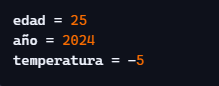 edad = 25
año = 2024
temperatura = -5